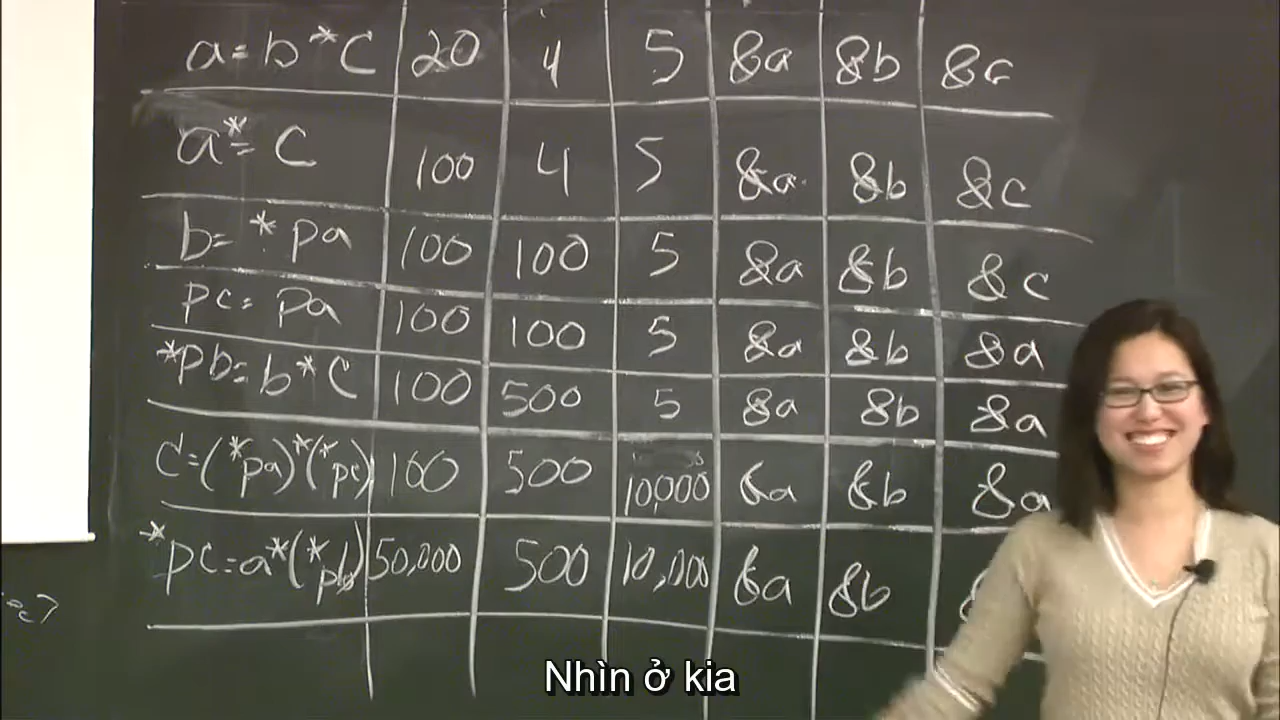 a = b * c 20 4 5 &a &b &c
a *= c 100 4 5 &a &b &c
b = *pa 100 100 5 &a &b &c
pc = pa 100 100 5 &a &b &a
*pb = b * c 100 500 5 &a &b &a
c = (*pa) * (*pc) 100 500 10,000 &a &b &a
*pc = a * (*pb) 50,000 500 10,000 &a &b
Nhìn ở kia